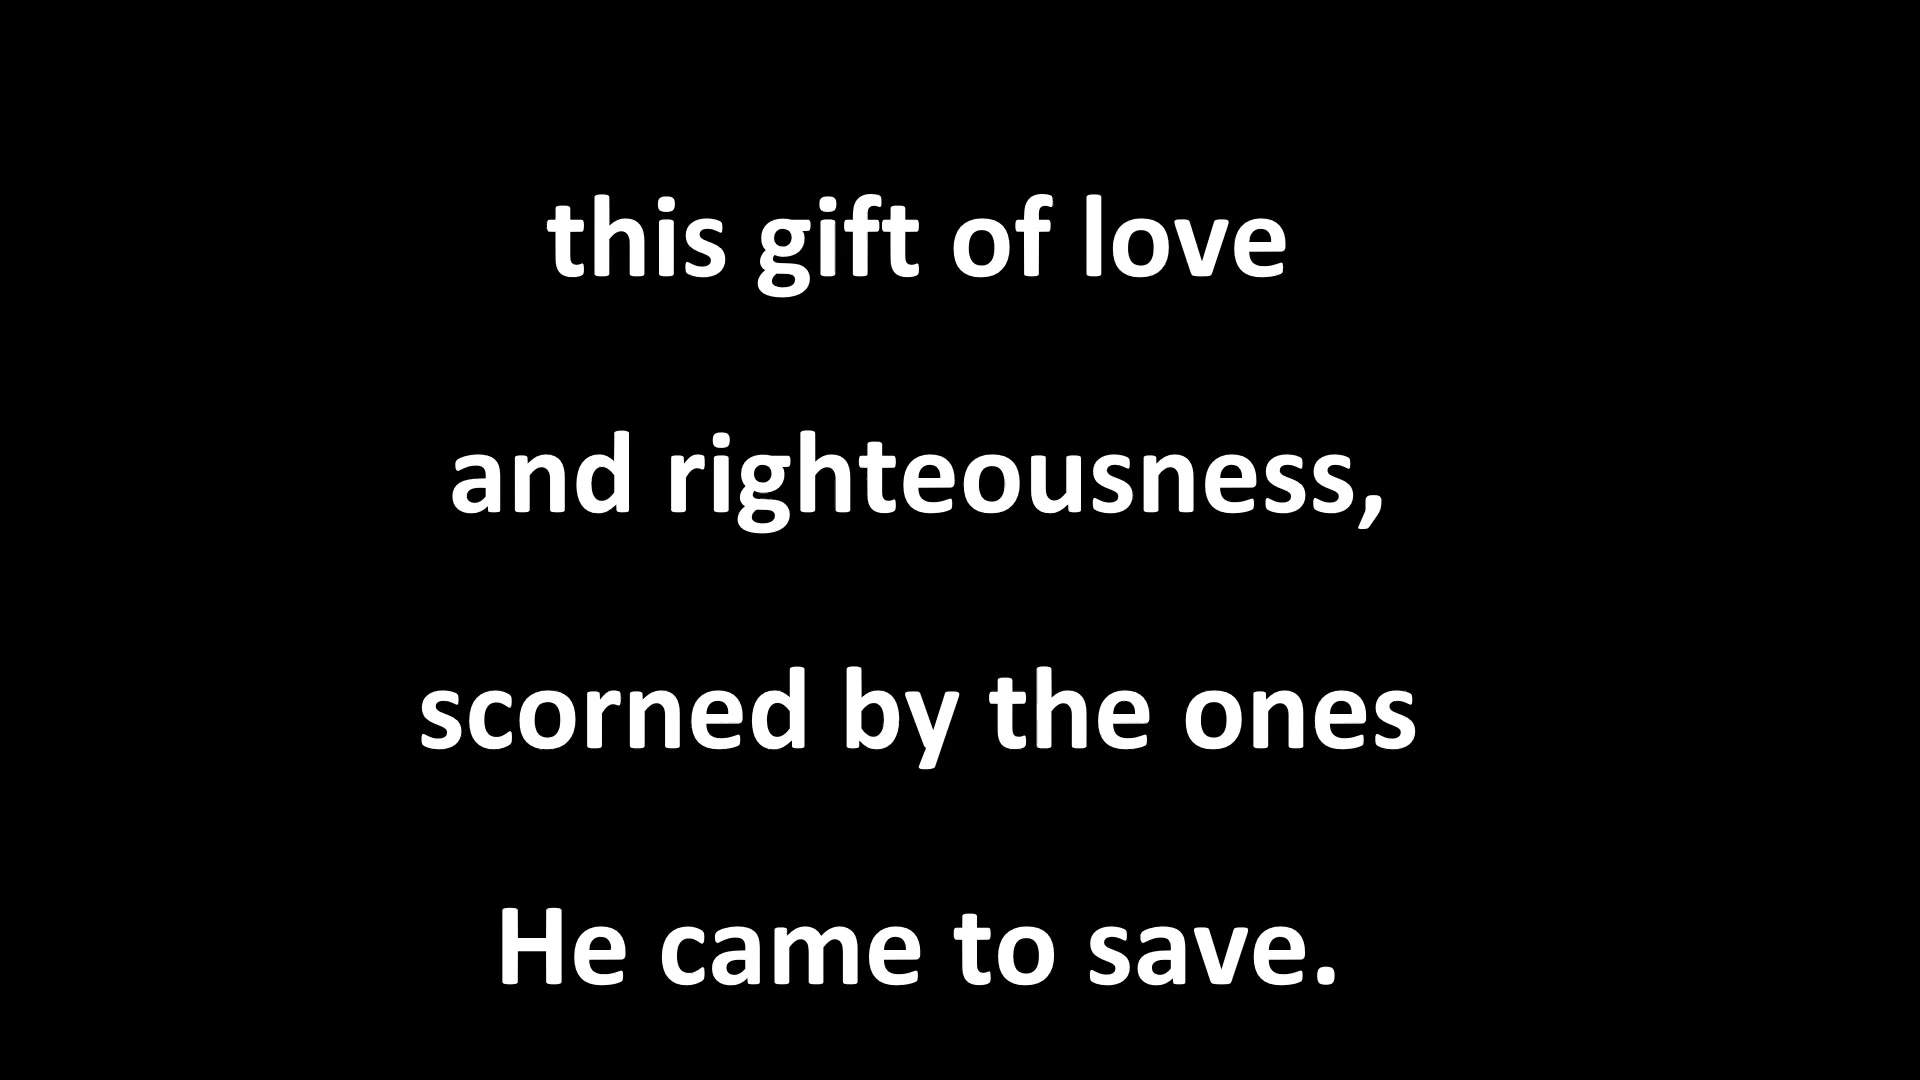 this gift of love
and righteousness,
scorned by the ones
He came to save.